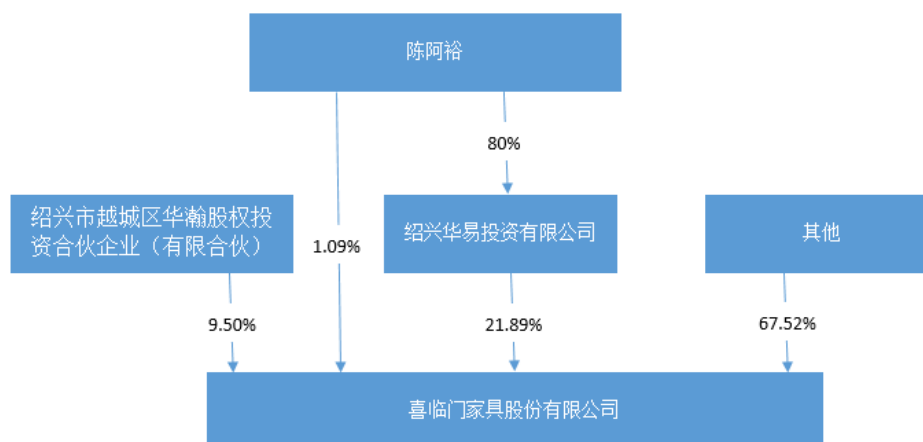 陈阿裕
80%
绍兴市越城区华瀚股权投
资合伙企业（有限合伙）
1.09%
绍兴华易投资有限公司
其他
9.50%
21.89%
67.52%
喜临门家具股份有限公司